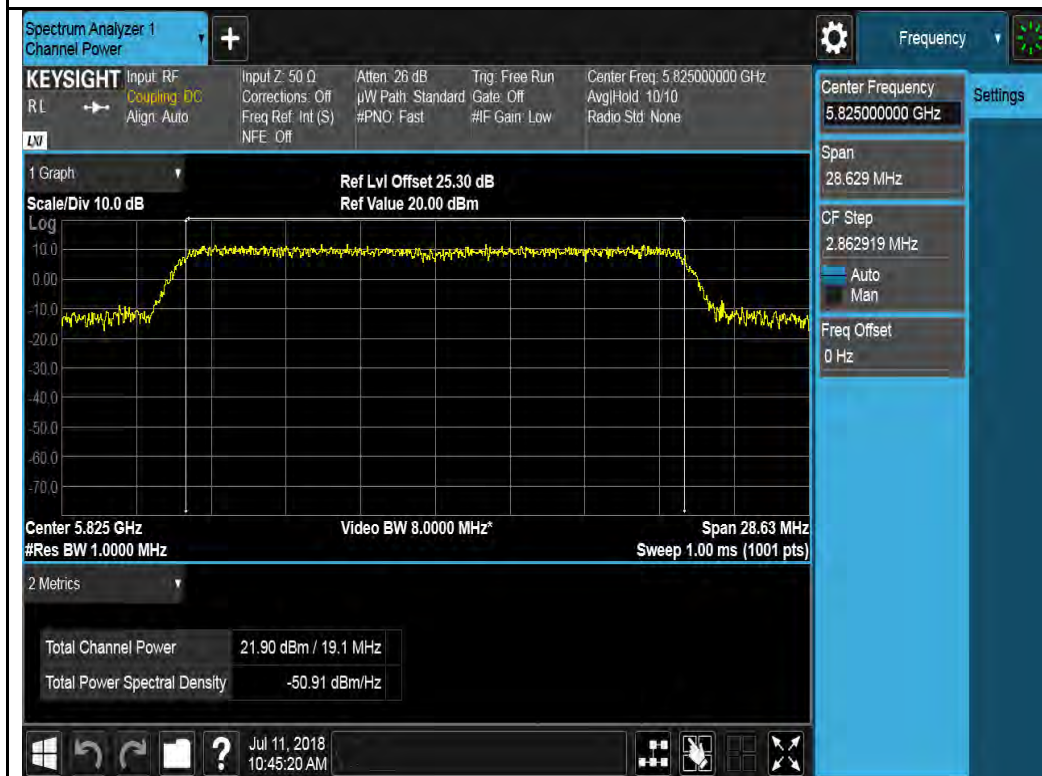 Spectrum Analyzer 1
Channel Power
+
Frequency
KEYSIGHT
Input: RF
Coupling: DC
Align: Auto
RL
LXI
Input Z: 50 Ω
Corrections: Off
Freq Ref: Int (S)
NFE: Off
Atten: 26 dB
µW Path: Standard
#PNO: Fast
Trig: Free Run
Gate: Off
#IF Gain: Low
Center Freq: 5.825000000 GHz
Avg|Hold: 10/10
Radio Std: None
Center Frequency
5.825000000 GHz
Settings
Span
28.629 MHz
CF Step
2.862919 MHz
Auto
Man
Freq Offset
0 Hz
1 Graph
Scale/Div 10.0 dB
Ref Lvl Offset 25.30 dB
Ref Value 20.00 dBm
Log
10.0
0.00
-10.0
-20.0
-30.0
-40.0
-50.0
-60.0
-70.0
Center 5.825 GHz
#Res BW 1.0000 MHz
Video BW 8.0000 MHz*
Span 28.63 MHz
Sweep 1.00 ms (1001 pts)
2 Metrics
Total Channel Power 21.90 dBm / 19.1 MHz
Total Power Spectral Density -50.91 dBm/Hz
?
Jul 11, 2018
10:45:20 AM